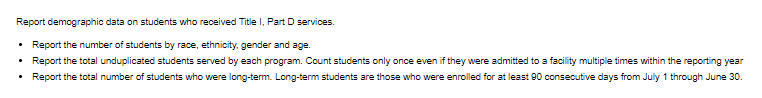 Report demographic data on students who received Title I, Part D services.
• Report the number of students by race, ethnicity, gender and age.
• Report the total unduplicated students served by each program. Count students only once even if they were admitted to a facility multiple times within the reporting year
• Report the total number of students who were long-term. Long-term students are those who were enrolled for at least 90 consecutive days from July 1 through June 30.